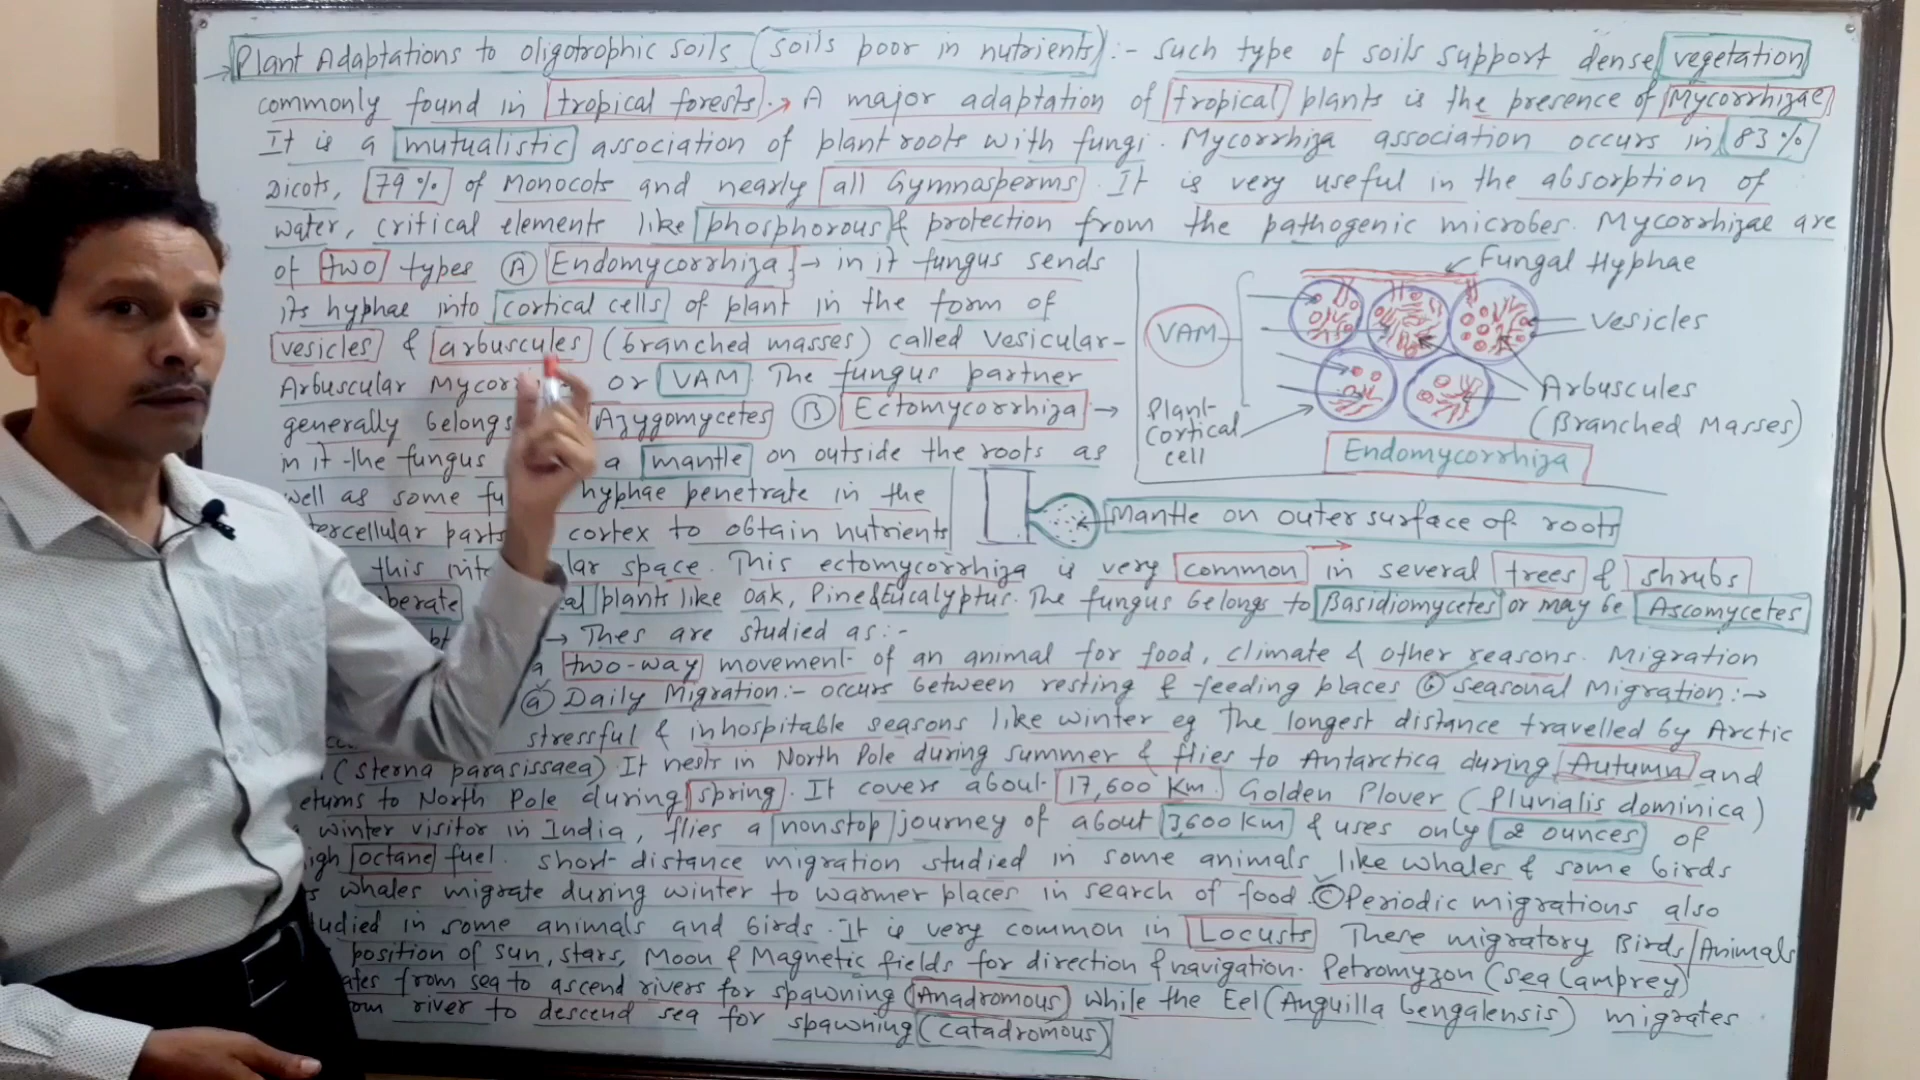 Plant Adaptations to oligotrophic soils (soils poor in nutrients) :- such type of soils support dense vegetation
commonly found in tropical forests. → A major adaptation of tropical plants is the presence of Mycorrhizae
It is a mutualistic association of plant roots with fungi. Mycorrhiza association occurs in 83%
Dicots, 79% of Monocots and nearly all Gymnosperms. It is very useful in the absorption of
water, critical elements like phosphorous & protection from the pathogenic microbes. Mycorrhizae are
of two types (A) Endomycorrhiza → in it fungus sends
its hyphae into cortical cells of plant in the form of
vesicles & arbuscules (branched masses) called Vesicular-
Arbuscular or VAM. The fungus partner
generally belongs Azygomycetes (B) Ectomycorrhiza →
in it the fungus a mantle on outside the roots as
well as some hyphae penetrate in the
parts cortex to obtain nutrients
this space. This ectomycorrhiza is very common in several trees & shrubs
plants like Oak, Pine & Eucalyptus. The fungus belongs to Basidiomycetes or may be Ascomycetes
→ Thes are studied as :-
a two-way movement of an animal for food, climate & other reasons. Migration
(a) Daily Migration :- occurs between resting & feeding places (b) seasonal Migration :→
stressful & inhospitable seasons like winter eg The longest distance travelled by Arctic
(sterna parasissaea) It nests in North Pole during summer & flies to Antarctica during Autumn and
to North Pole during spring. It covers about 17,600 Km. Golden Plover (Pluvialis dominica)
winter visitor in India, flies a nonstop journey of about 3,600 km & uses only 2 ounces of
octane fuel. short-distance migration studied in some animals like whales & some birds
whales migrate during winter to warmer places in search of food (C) Periodic migrations also
in some animals and birds. It is very common in Locusts These migratory Birds/Animals
position of sun, stars, Moon & Magnetic fields for direction & navigation. Petromyzon (sea Lamprey)
from sea to ascend rivers for spawning (Anadromous) while the Eel (Anguilla bengalensis) migrates
river to descend sea for spawning (catadromous)
Fungal Hyphae
VAM
Vesicles
Arbuscules
(Branched Masses)
Plant
Cortical
cell
Endomycorrhiza
Mantle on outer surface of roots